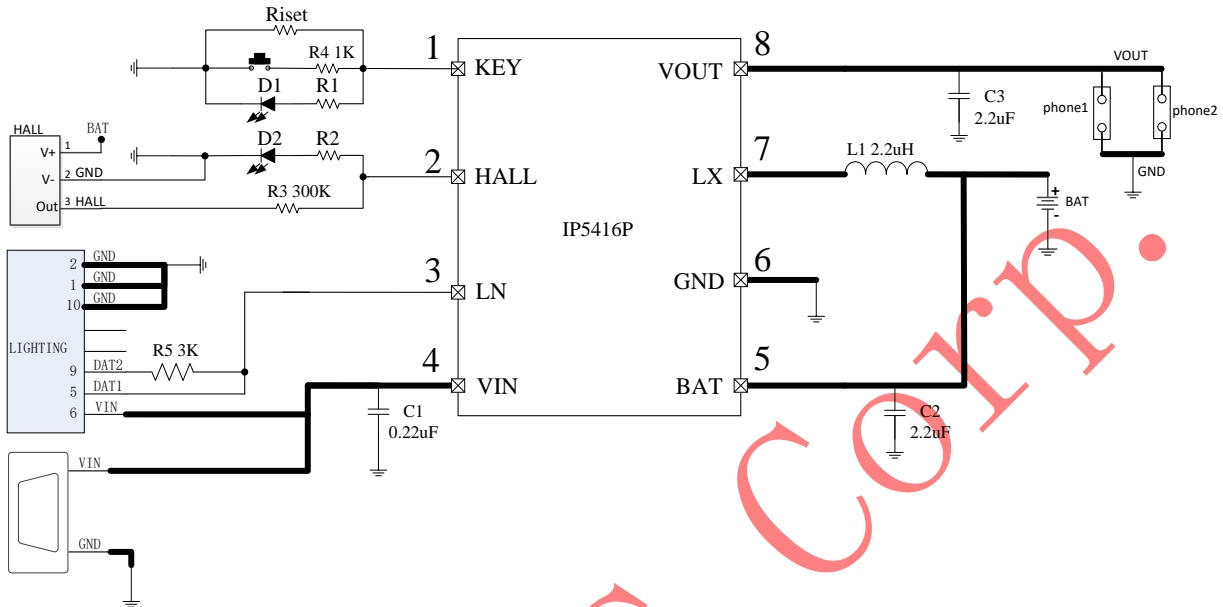 Riset
R4 1K
D1 R1
1 KEY
BAT
HALL
V+ 1
V- 2 GND
Out 3 HALL
D2 R2
R3 300K
2 HALL
IP5416P
3 LN
4 VIN
8 VOUT
7 LX
6 GND
5 BAT
VOUT
C3
2.2uF
phone1
phone2
GND
L1 2.2uH
+
BAT
-
C2
2.2uF
LIGHTING
2 GND
1 GND
10 GND
9 DAT2
5 DAT1
6 VIN
R5 3K
C1
0.22uF
VIN
GND
Corp.